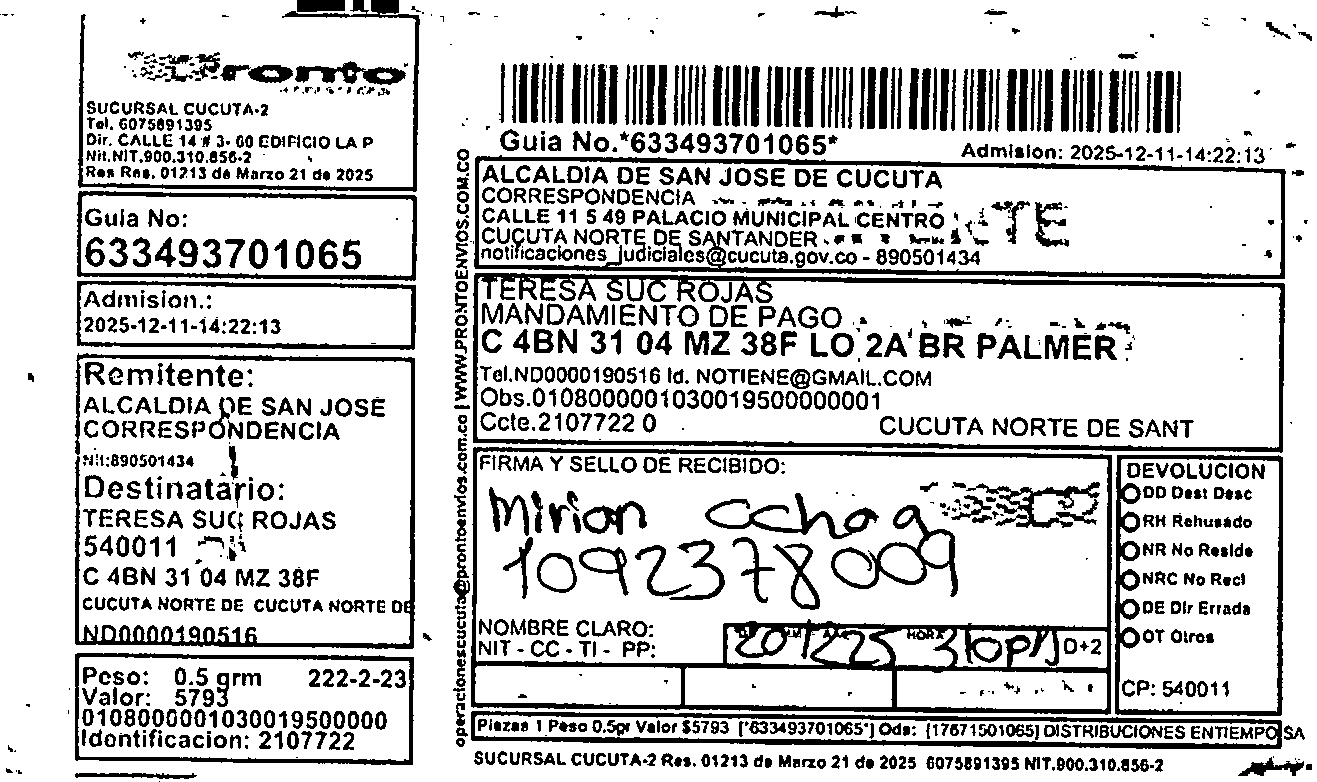 Pronto
SUCURSAL CUCUTA-2
Tel. 6075891395
Dir. CALLE 14 # 3- 60 EDIFICIO LA P
Nit.NIT.900.310.856-2
Res Res. 01213 de Marzo 21 de 2025
Guia No:
633493701065
Admision.:
2025-12-11-14:22:13
Remitente:
ALCALDIA DE SAN JOSE
CORRESPONDENCIA
Nit:890501434
Destinatario:
TERESA SUC ROJAS
540011
C 4BN 31 04 MZ 38F
CUCUTA NORTE DE CUCUTA NORTE DE
ND0000190516
Peso: 0.5 grm 222-2-23
Valor: 5793
0108000001030019500000
Identificacion: 2107722
operacionescucuta@prontoenvios.com.co | WWW.PRONTOENVIOS.COM.CO
Guia No.*633493701065*
Admision: 2025-12-11-14:22:13
ALCALDIA DE SAN JOSE DE CUCUTA
CORRESPONDENCIA
CALLE 11 5 49 PALACIO MUNICIPAL CENTRO
CUCUTA NORTE DE SANTANDER
notificaciones_judiciales@cucuta.gov.co - 890501434
TERESA SUC ROJAS
MANDAMIENTO DE PAGO
C 4BN 31 04 MZ 38F LO 2A BR PALMER
Tel.ND0000190516 Id. NOTIENE@GMAIL.COM
Obs.0108000001030019500000001
Ccte.2107722 0 CUCUTA NORTE DE SANT
FIRMA Y SELLO DE RECIBIDO:
Mirion Ochoa
1092378009
NOMBRE CLARO:
NIT - CC - TI - PP:
HORA
D+2
DEVOLUCION
DD Dest Desc
RH Rehusado
NR No Reside
NRC No Recl
DE Dir Errada
OT Otros
CP: 540011
Piezas 1 Peso 0.5gr Valor $5793 [*633493701065*] Ods: [17671501065] DISTRIBUCIONES ENTIEMPO SA
SUCURSAL CUCUTA-2 Res. 01213 de Marzo 21 de 2025 6075891395 NIT.900.310.856-2